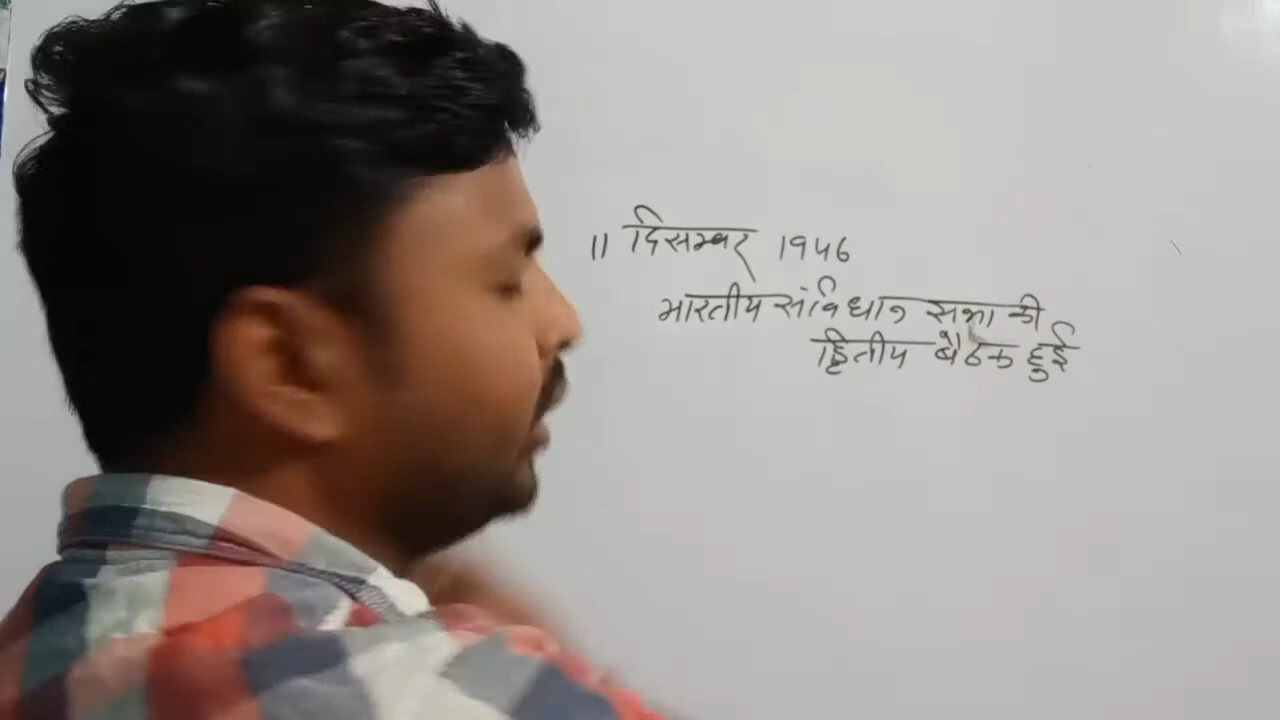 11 दिसम्बर 1946
भारतीय संविधान सभा की
द्वितीय बैठक हुई